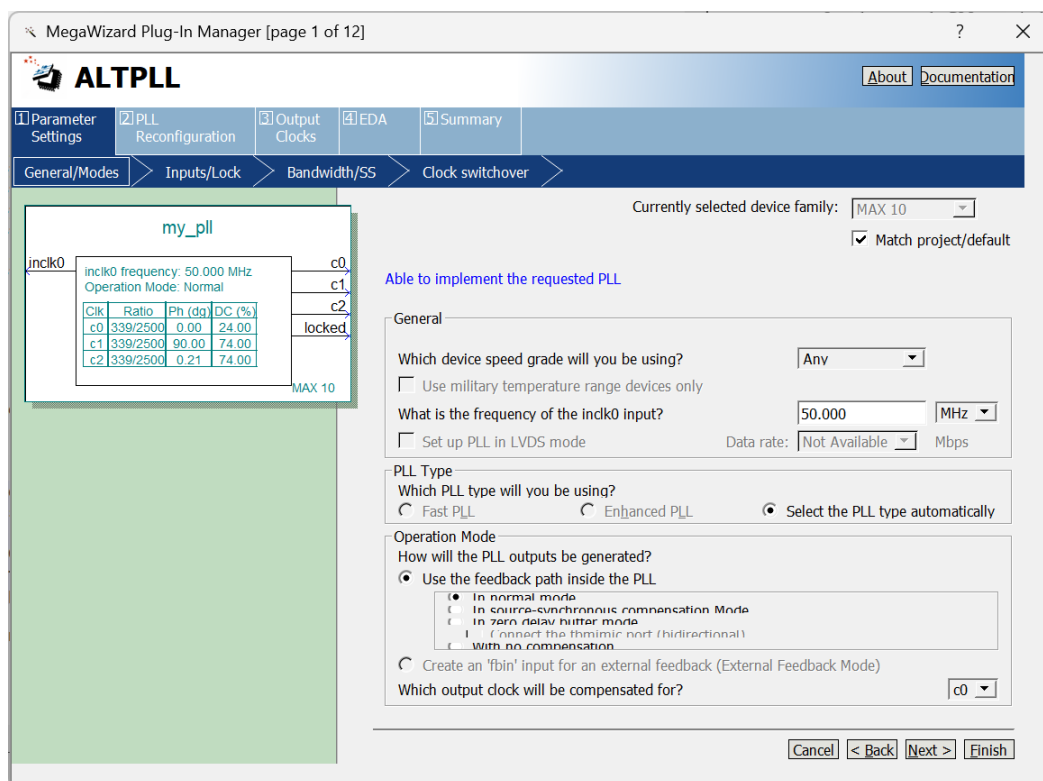 MegaWizard Plug-In Manager [page 1 of 12]
? X
ALTPLL
About Documentation
1 Parameter Settings
2 PLL Reconfiguration
3 Output Clocks
4 EDA
5 Summary
General/Modes Inputs/Lock Bandwidth/SS Clock switchover
my_pll
inclk0
inclk0 frequency: 50.000 MHz
Operation Mode: Normal
Clk Ratio Ph (dg) DC (%)
c0 339/2500 0.00 24.00
c1 339/2500 90.00 74.00
c2 339/2500 0.21 74.00
c0
c1
c2
locked
MAX 10
Currently selected device family: MAX 10
Match project/default
Able to implement the requested PLL
General
Which device speed grade will you be using? Any
Use military temperature range devices only
What is the frequency of the inclk0 input? 50.000 MHz
Set up PLL in LVDS mode Data rate: Not Available Mbps
PLL Type
Which PLL type will you be using?
Fast PLL Enhanced PLL Select the PLL type automatically
Operation Mode
How will the PLL outputs be generated?
Use the feedback path inside the PLL
In normal mode
In source-synchronous compensation Mode
In zero delay buffer mode
Connect the fbmimic port (bidirectional)
With no compensation
Create an 'fbin' input for an external feedback (External Feedback Mode)
Which output clock will be compensated for? c0
Cancel < Back Next > Finish